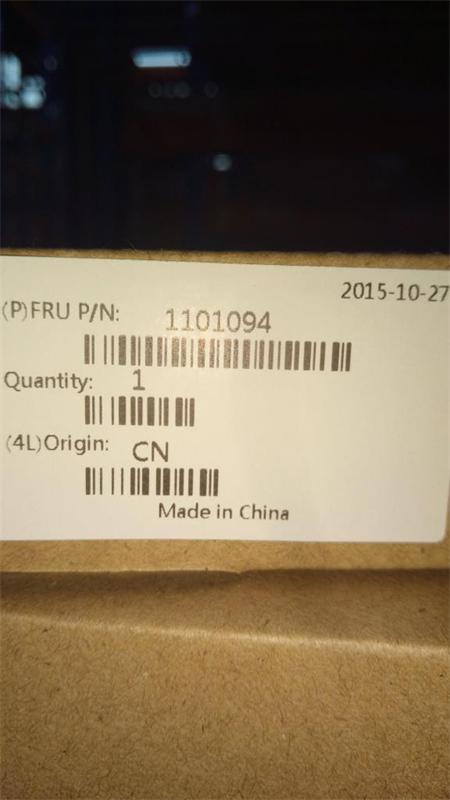 2015-10-27
(P)FRU P/N: 1101094
Quantity: 1
(4L)Origin: CN
Made in China